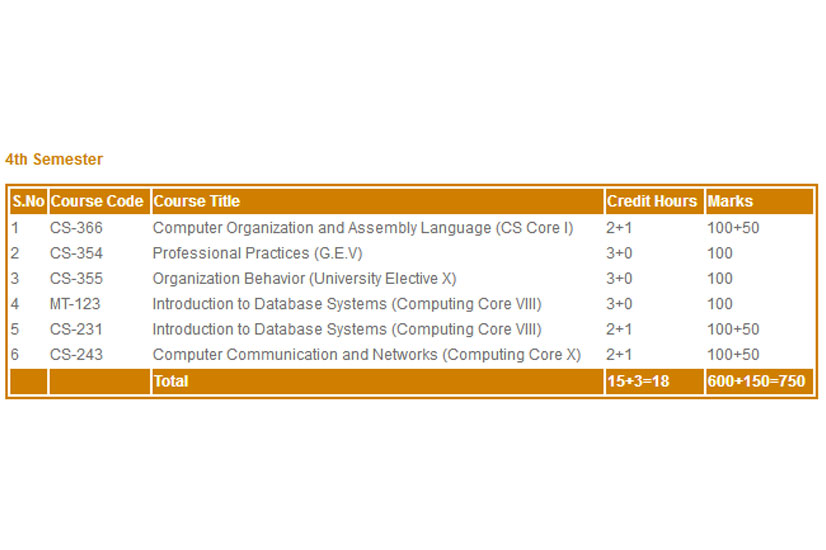 4th Semester
S.No Course Code Course Title Credit Hours Marks
1 CS-366 Computer Organization and Assembly Language (CS Core I) 2+1 100+50
2 CS-354 Professional Practices (G.E.V) 3+0 100
3 CS-355 Organization Behavior (University Elective X) 3+0 100
4 MT-123 Introduction to Database Systems (Computing Core VIII) 3+0 100
5 CS-231 Introduction to Database Systems (Computing Core VIII) 2+1 100+50
6 CS-243 Computer Communication and Networks (Computing Core X) 2+1 100+50
Total 15+3=18 600+150=750